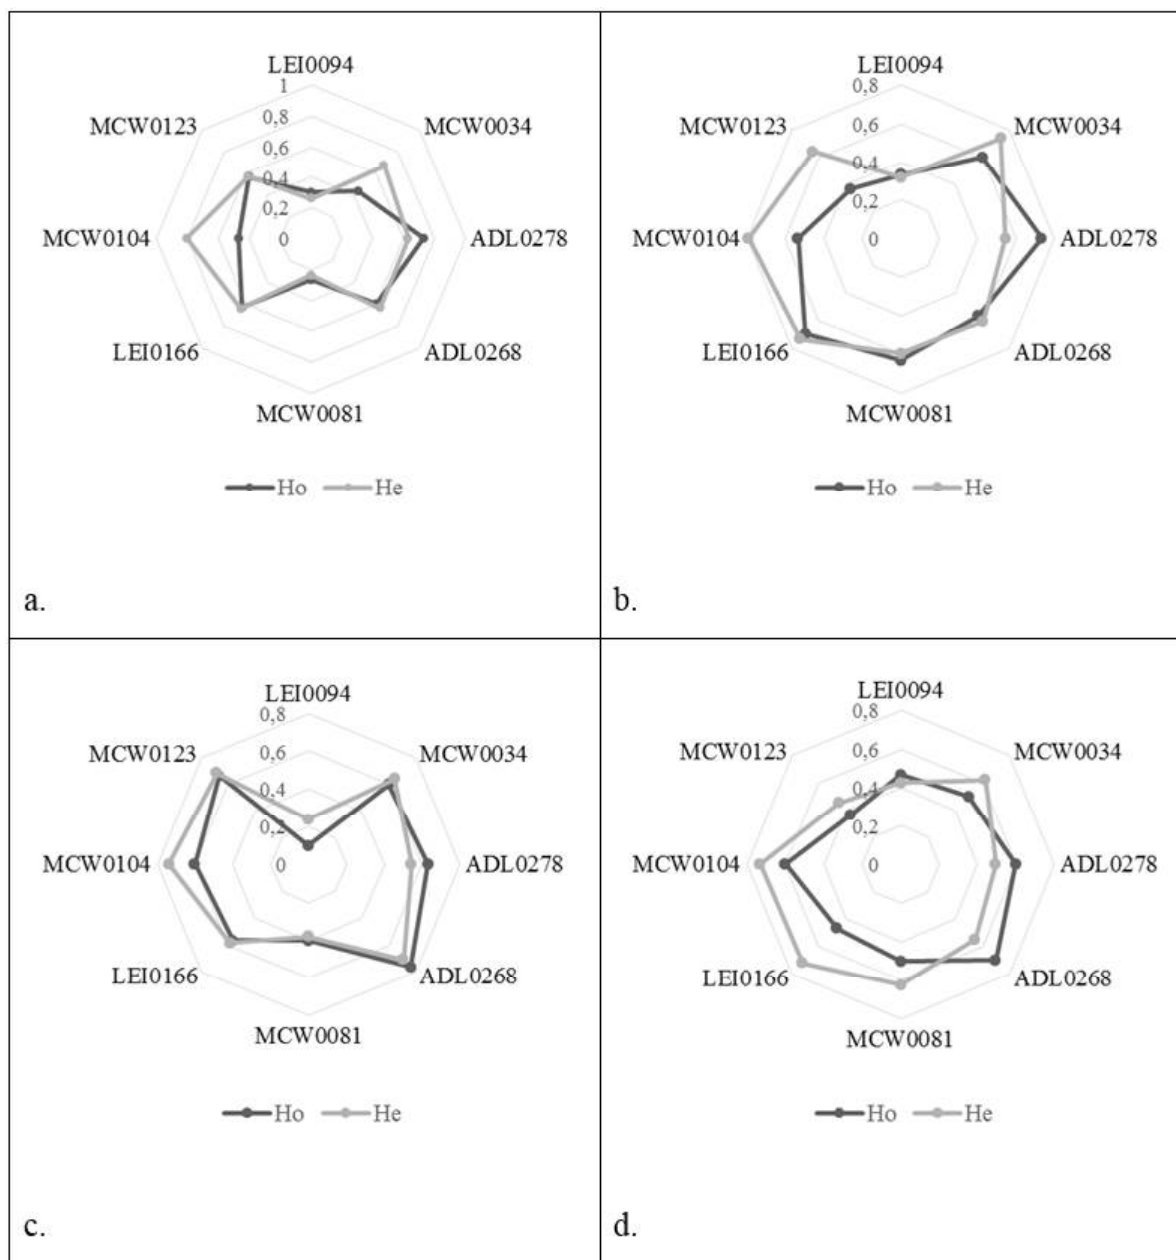 LEI0094
1
MCW0123
MCW0034
0,8
0,6
0,4
0,2
MCW0104
0
ADL0278
LEI0166
ADL0268
MCW0081
Ho He
a.
LEI0094
0,8
MCW0123
MCW0034
0,6
0,4
0,2
MCW0104
0
ADL0278
LEI0166
ADL0268
MCW0081
Ho He
b.
LEI0094
0,8
MCW0123
MCW0034
0,6
0,4
0,2
MCW0104
0
ADL0278
LEI0166
ADL0268
MCW0081
Ho He
c.
LEI0094
0,8
MCW0123
MCW0034
0,6
0,4
0,2
MCW0104
0
ADL0278
LEI0166
ADL0268
MCW0081
Ho He
d.